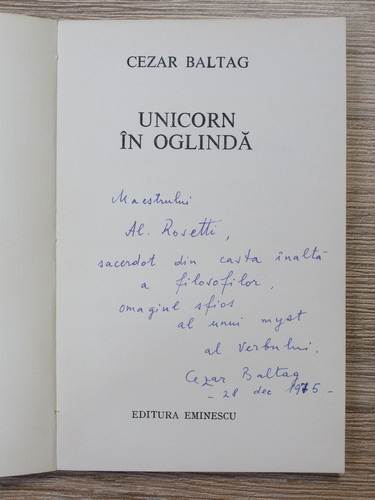 CEZAR BALTAG
UNICORN
ÎN OGLINDĂ
Maestrului
Al. Rosetti,
sacerdot din casta înaltă
a filosofilor,
omagiul sfios
al unui myst
al verbului.
Cezar Baltag
- 28 dec 1975 -
EDITURA EMINESCU